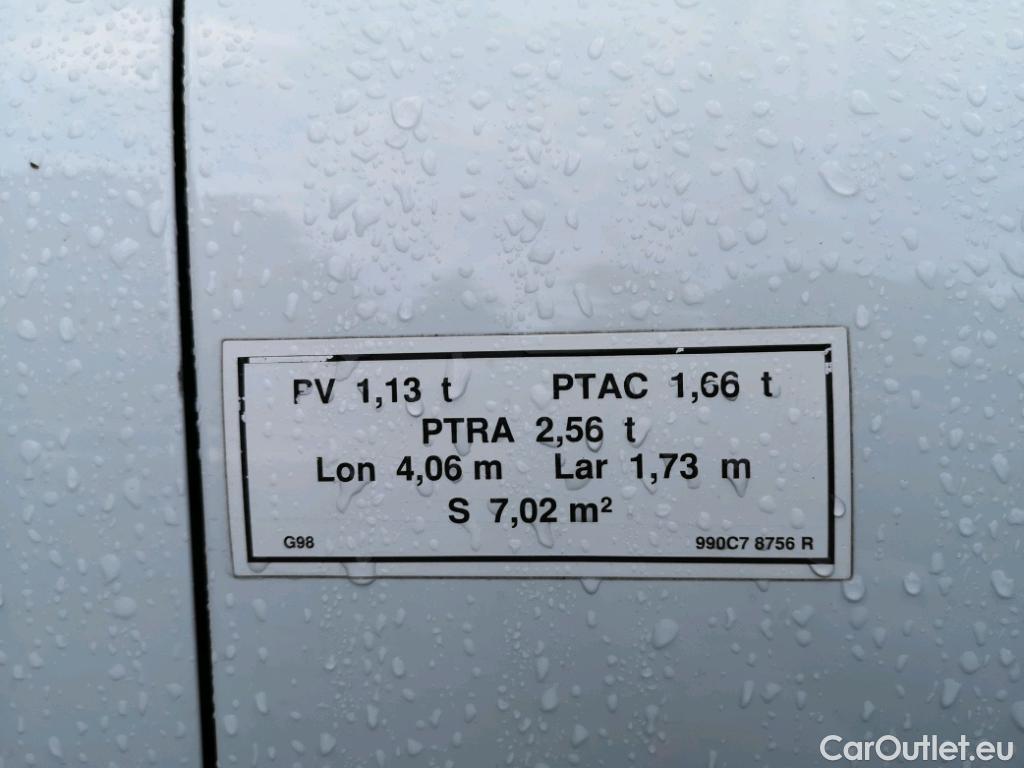 PV 1,13 t PTAC 1,66 t
PTRA 2,56 t
Lon 4,06 m Lar 1,73 m
S 7,02 m²
G98 990C7 8756 R
CarOutlet.eu